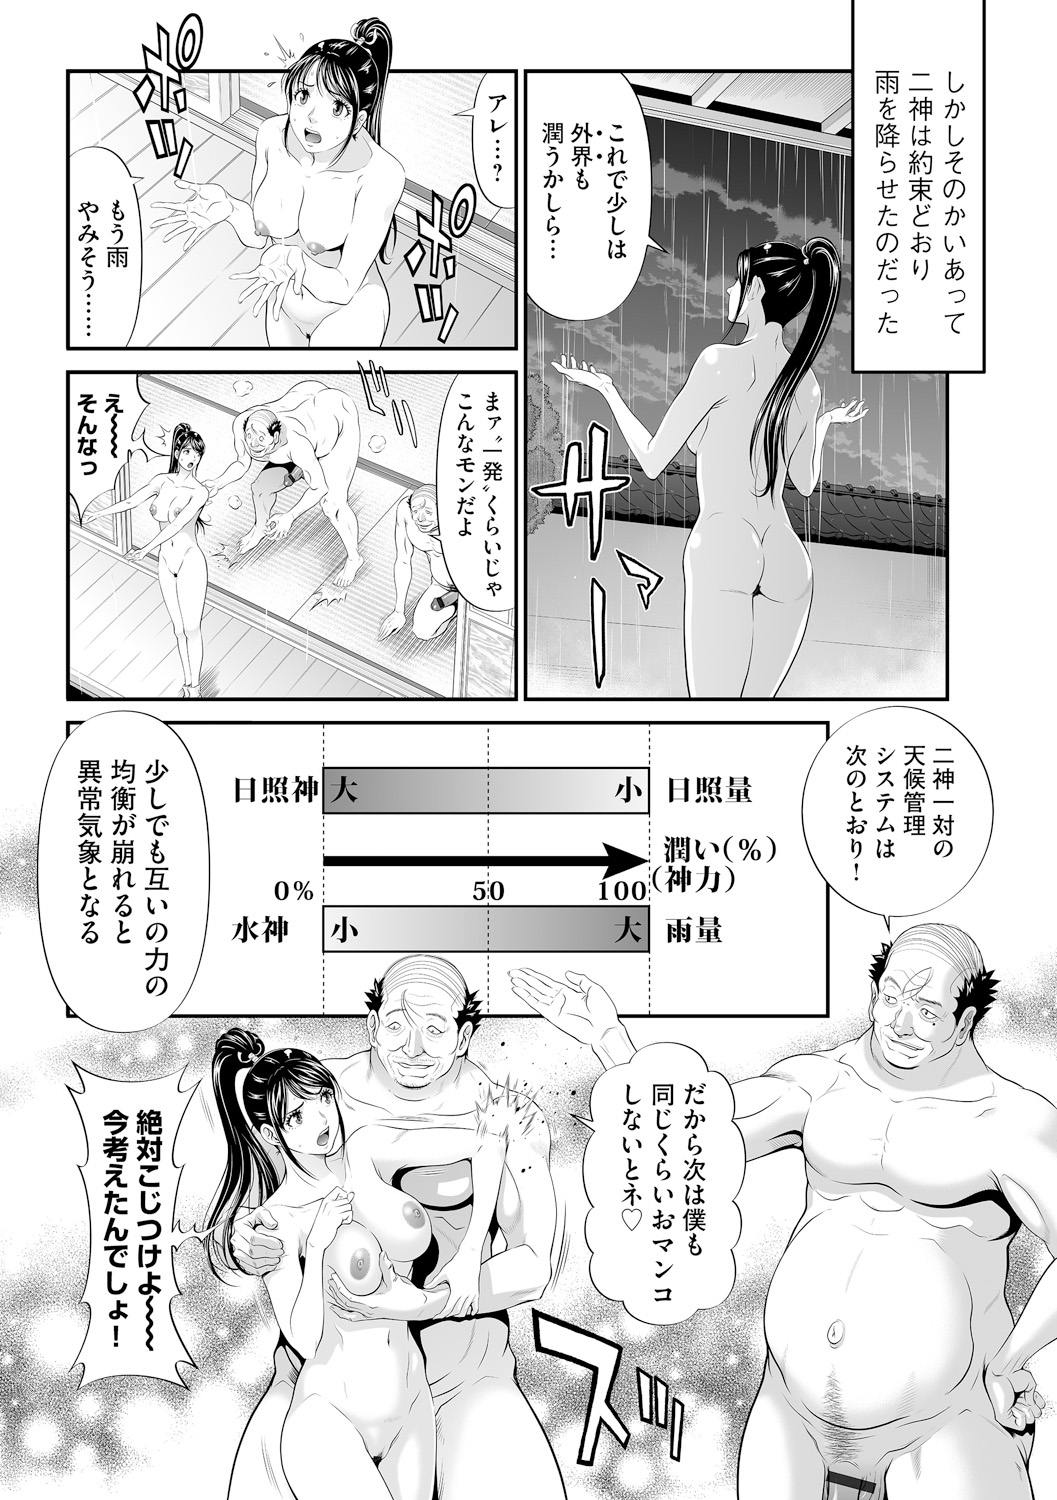 しかしそのかいあって
二神は約束どおり
雨を降らせたのだった
これで少しは
外界も
潤うかしら…
サーァ
アレ…?
ポッ
ポッ
もう雨
やみそう……
まァ〝一発〟くらいじゃ
こんなモンだよ
え〜〜〜
そんなっ
二神一対の
天候管理
システムは
次のとおり!
日照神
大
小
日照量
潤い(%)
(神力)
0%
50
100
水神
小
大
雨量
少しでも互いの力の
均衡が崩れると
異常気象となる
だから次は僕も
同じくらいおマンコ
しないとネ♡
絶対こじつけよ〜〜〜
今考えたんでしょ!
ズッ